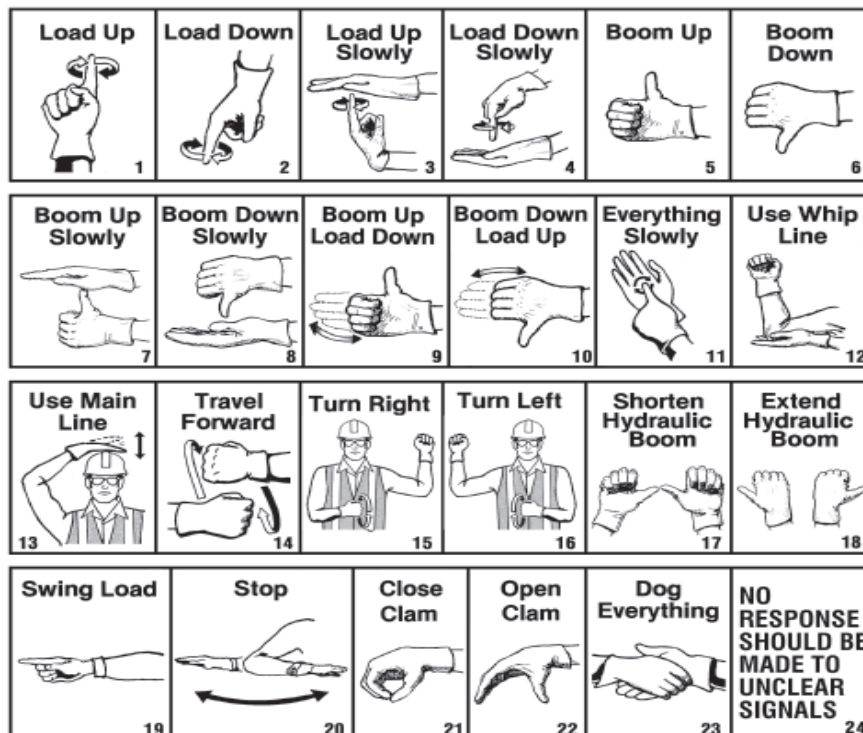 Load Up
1
Load Down
2
Load Up
Slowly
3
Load Down
Slowly
4
Boom Up
5
Boom
Down
6
Boom Up
Slowly
7
Boom Down
Slowly
8
Boom Up
Load Down
9
Boom Down
Load Up
10
Everything
Slowly
11
Use Whip
Line
12
Use Main
Line
13
Travel
Forward
14
Turn Right
15
Turn Left
16
Shorten
Hydraulic
Boom
17
Extend
Hydraulic
Boom
18
Swing Load
19
Stop
20
Close
Clam
21
Open
Clam
22
Dog
Everything
23
NO
RESPONSE
SHOULD BE
MADE TO
UNCLEAR
SIGNALS
24